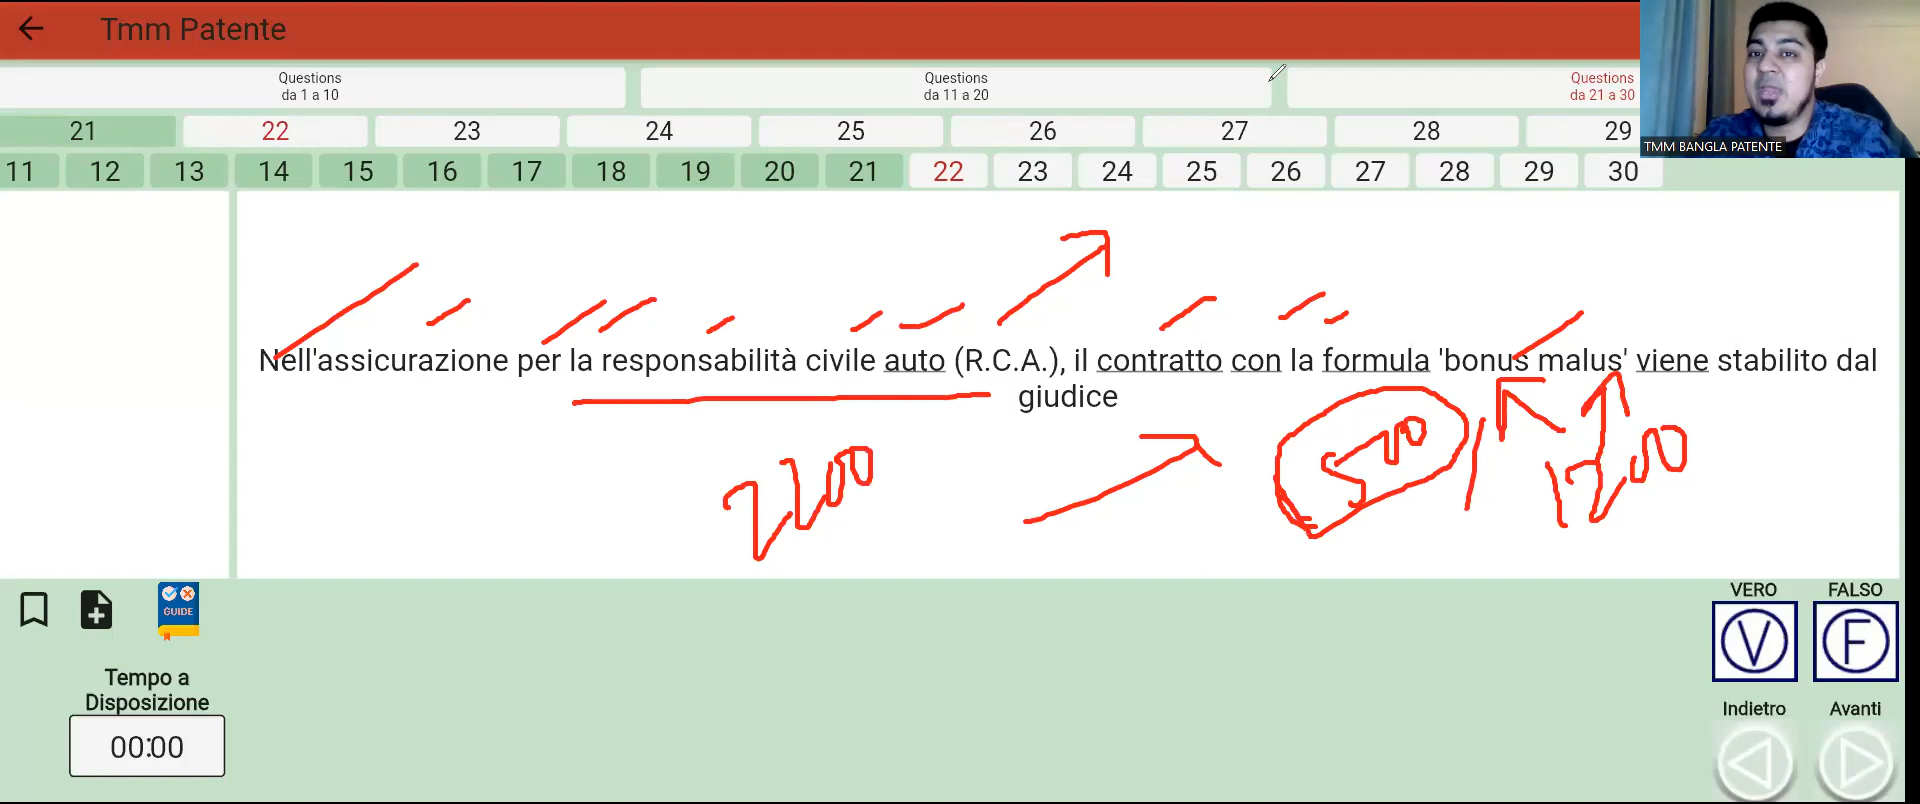 Tmm Patente
Questions
da 1 a 10
Questions
da 11 a 20
Questions
da 21 a 30
21 22 23 24 25 26 27 28 29
11 12 13 14 15 16 17 18 19 20 21 22 23 24 25 26 27 28 29 30
TMM BANGLA PATENTE
Nell'assicurazione per la responsabilità civile auto (R.C.A.), il contratto con la formula 'bonus malus' viene stabilito dal
giudice
500
GUIDE
VERO FALSO
V F
Tempo a
Disposizione
00:00
Indietro Avanti